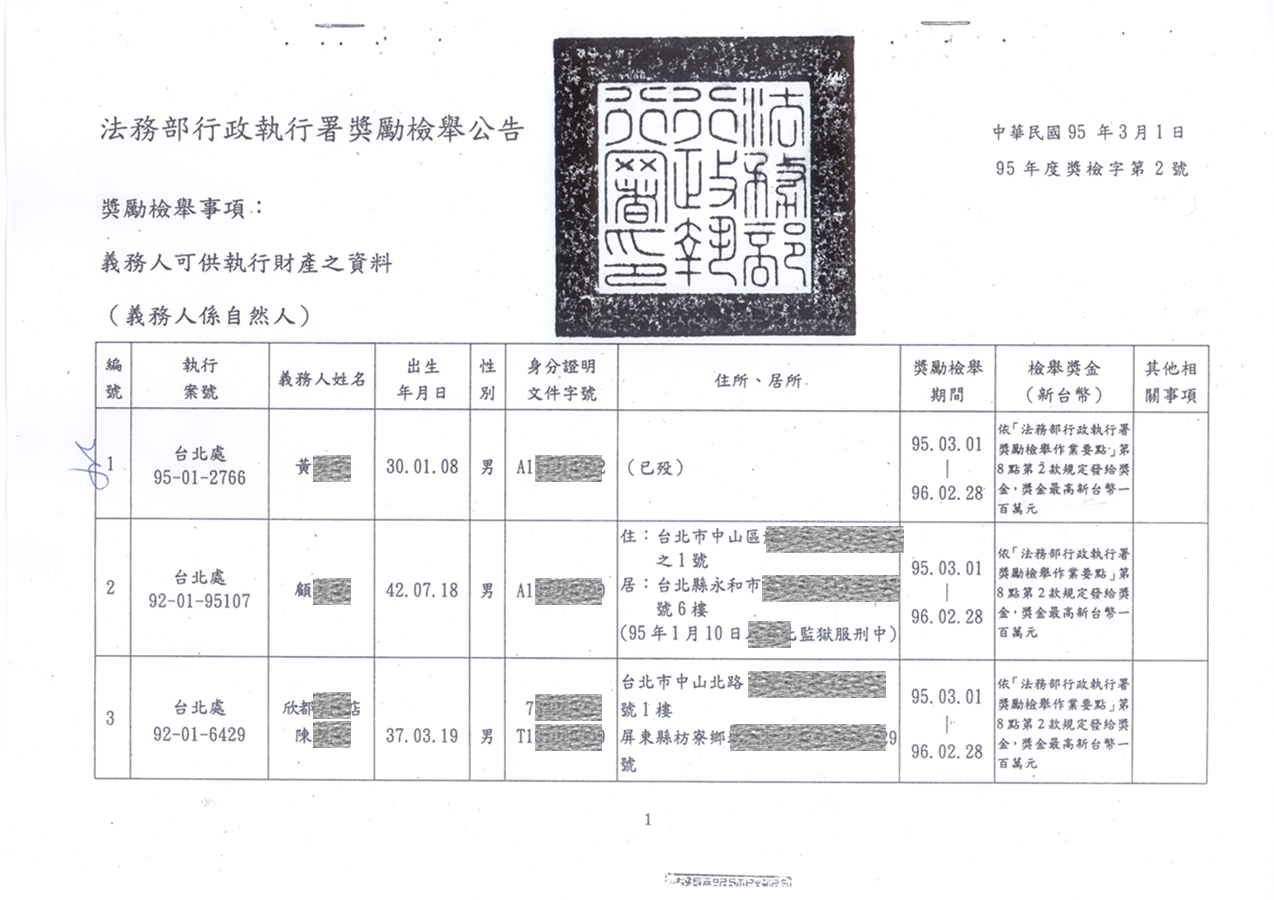 法務部行政執行署獎勵檢舉公告
中華民國95年3月1日
95年度獎檢字第2號
獎勵檢舉事項：
義務人可供執行財產之資料
（義務人係自然人）
法務部
行政執
行署印
編號 執行案號 義務人姓名 出生年月日 性別 身分證明文件字號 住所、居所 獎勵檢舉期間 檢舉獎金（新台幣） 其他相關事項
1
台北處
95-01-2766
黃
30.01.08
男
A1 2
（已歿）
95.03.01
|
96.02.28
依「法務部行政執行署
獎勵檢舉作業要點」第
8點第2款規定發給獎
金，獎金最高新台幣一
百萬元
2
台北處
92-01-95107
顧
42.07.18
男
A1
住：台北市中山區
之1號
居：台北縣永和市
號6樓
(95年1月10日 監獄服刑中)
95.03.01
|
96.02.28
依「法務部行政執行署
獎勵檢舉作業要點」第
8點第2款規定發給獎
金，獎金最高新台幣一
百萬元
3
台北處
92-01-6429
欣都 店
陳
37.03.19
男
7
T1
台北市中山北路
號1樓
屏東縣枋寮鄉 29
號
95.03.01
|
96.02.28
依「法務部行政執行署
獎勵檢舉作業要點」第
8點第2款規定發給獎
金，獎金最高新台幣一
百萬元
1